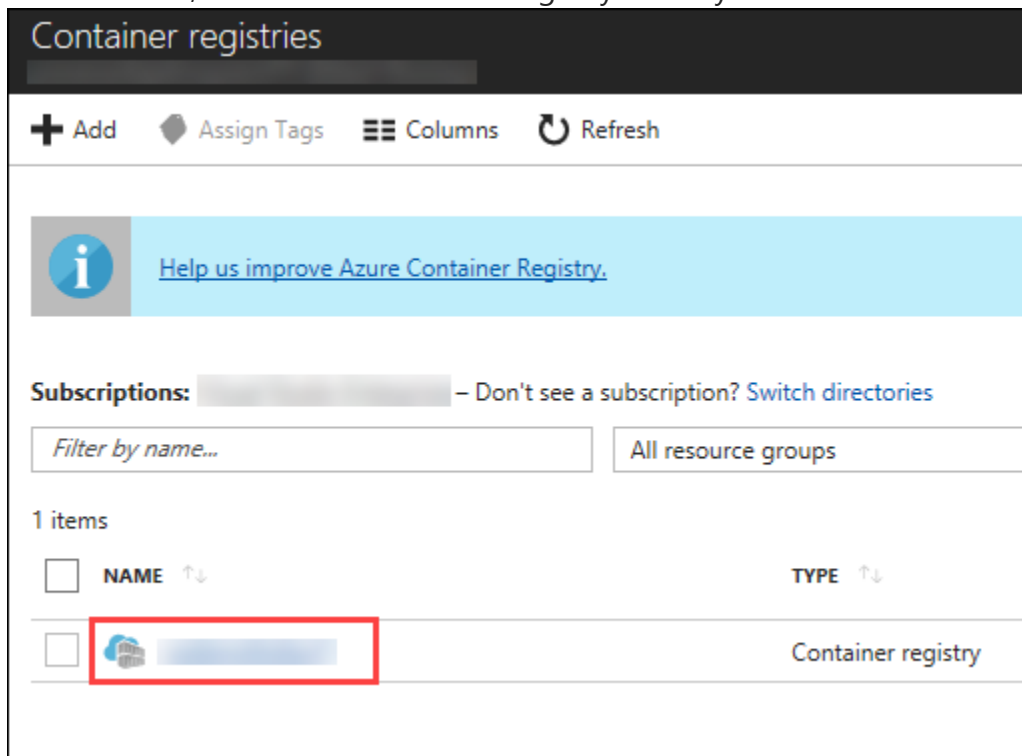 Container registries
Add Assign Tags Columns Refresh
Help us improve Azure Container Registry.
Subscriptions: – Don't see a subscription? Switch directories
Filter by name... All resource groups
1 items
NAME TYPE
Container registry